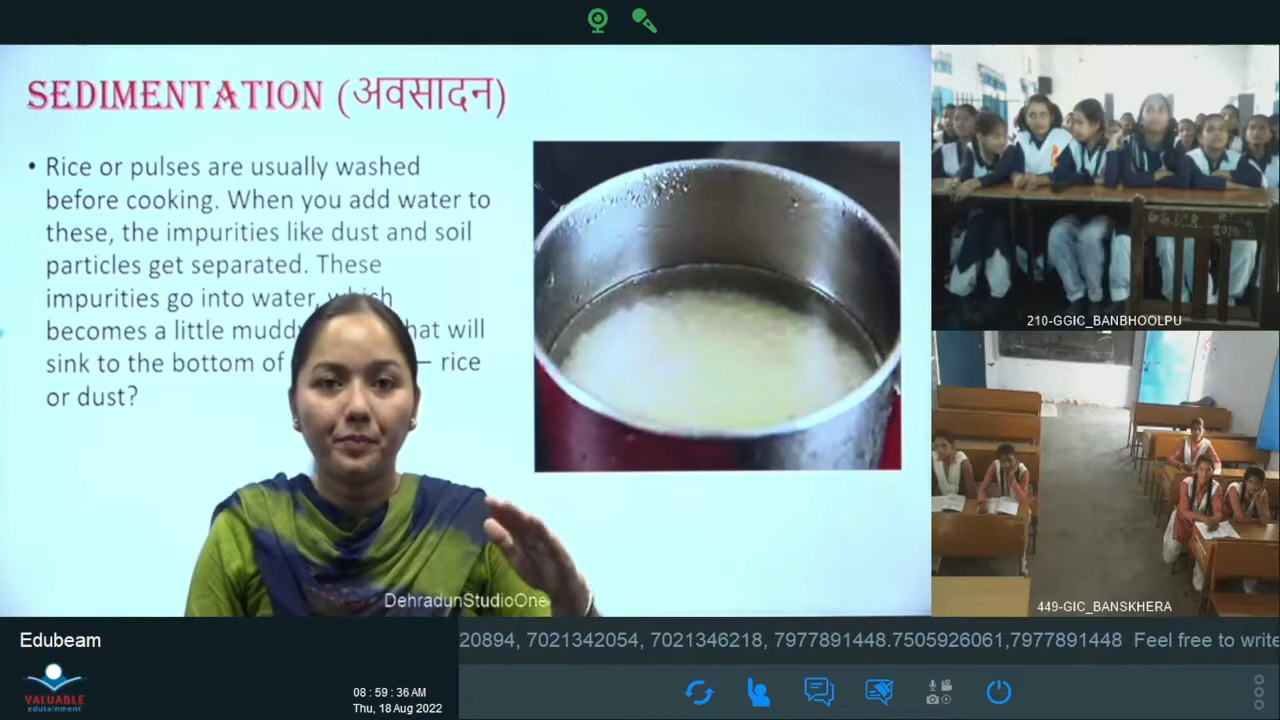 SEDIMENTATION (अवसादन)
• Rice or pulses are usually washed
before cooking. When you add water to
these, the impurities like dust and soil
particles get separated. These
impurities go into water, which
becomes a little muddy. that will
sink to the bottom of – rice
or dust?
DehradunStudioOne
210-GGIC_BANBHOOLPU
449-GIC_BANSKHERA
Edubeam
VALUABLE
edutainment
08 : 59 : 36 AM
Thu, 18 Aug 2022
20894, 7021342054, 7021346218, 7977891448.7505926061,7977891448 Feel free to write